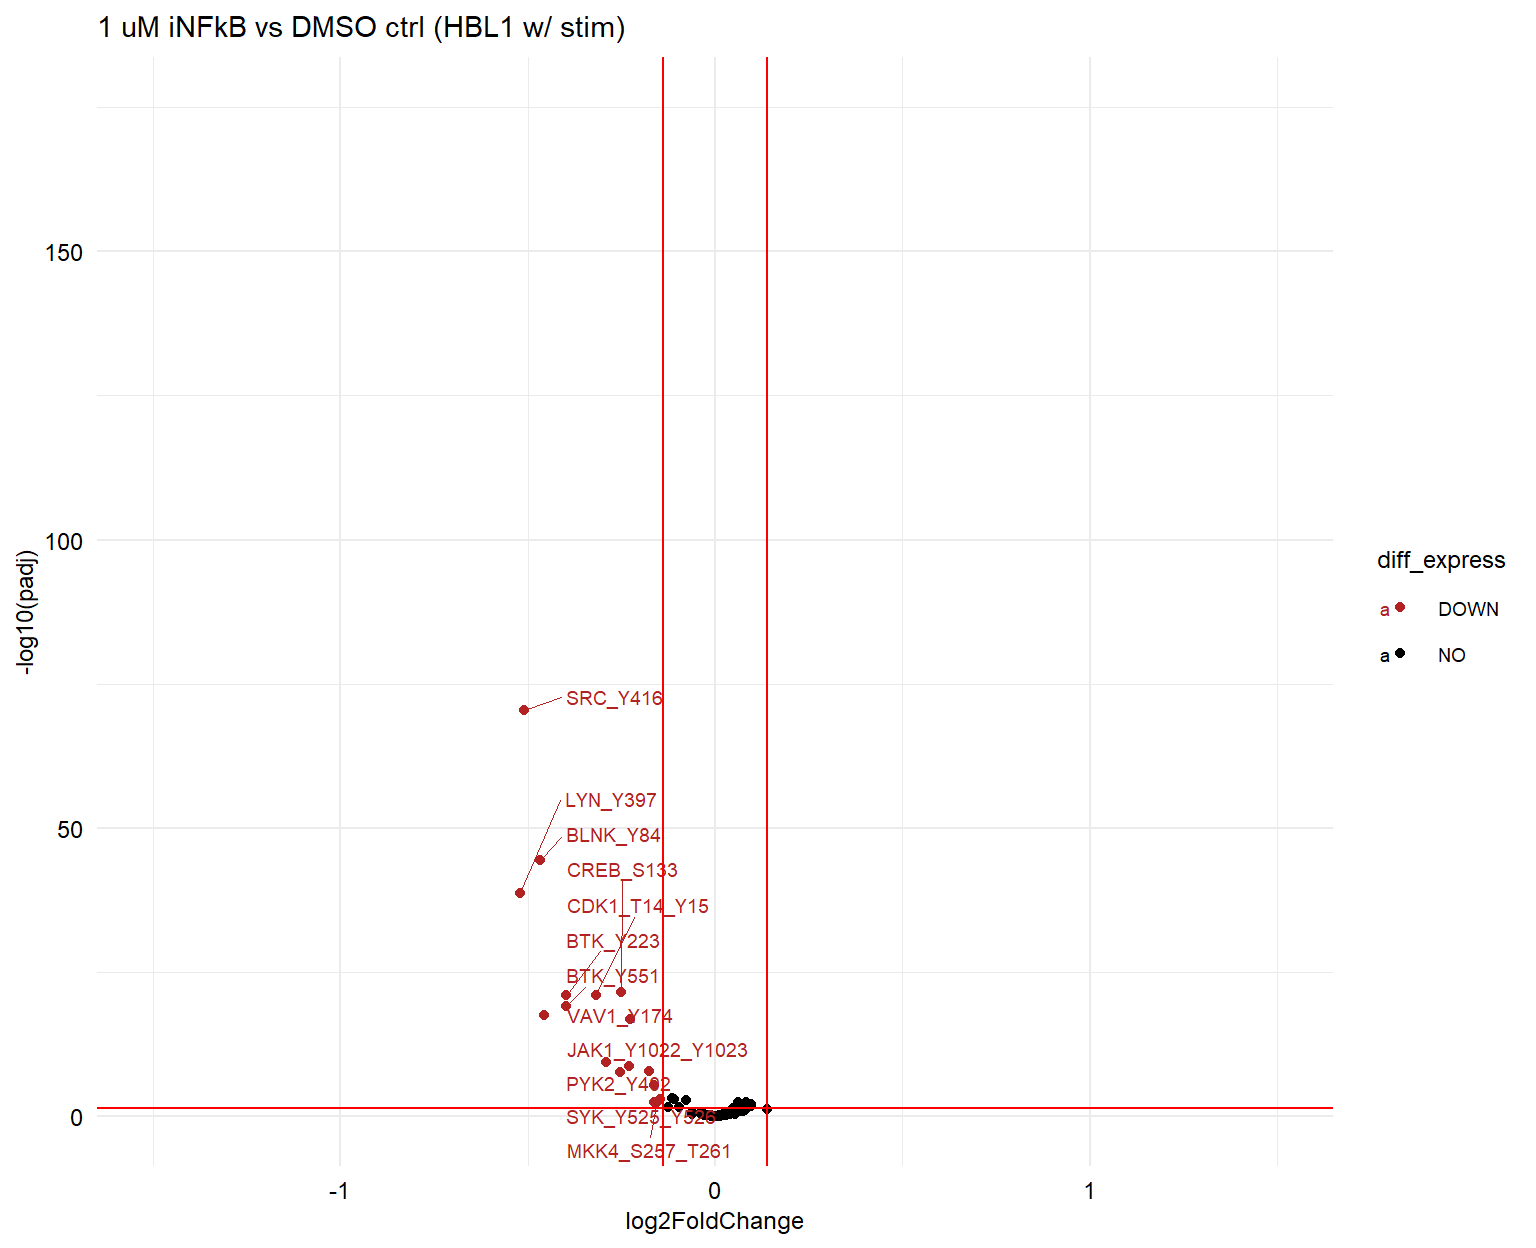 1 uM iNFkB vs DMSO ctrl (HBL1 w/ stim)
-log10(padj)
150
100
50
0
SRC_Y416
LYN_Y397
BLNK_Y84
CREB_S133
CDK1_T14_Y15
BTK_Y223
BTK_Y551
VAV1_Y174
JAK1_Y1022_Y1023
PYK2_Y402
SYK_Y525_Y526
MKK4_S257_T261
-1
0
1
log2FoldChange
diff_express
a DOWN
a NO